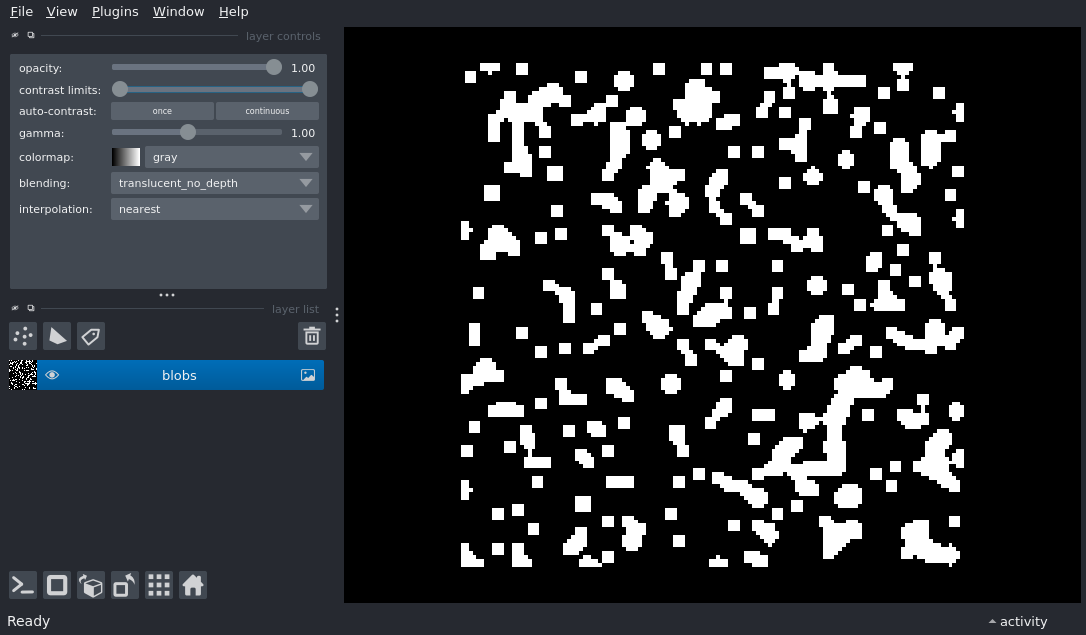 File View Plugins Window Help
layer controls
opacity: 1.00
contrast limits:
auto-contrast: once continuous
gamma: 1.00
colormap: gray
blending: translucent_no_depth
interpolation: nearest
layer list
blobs
Ready activity